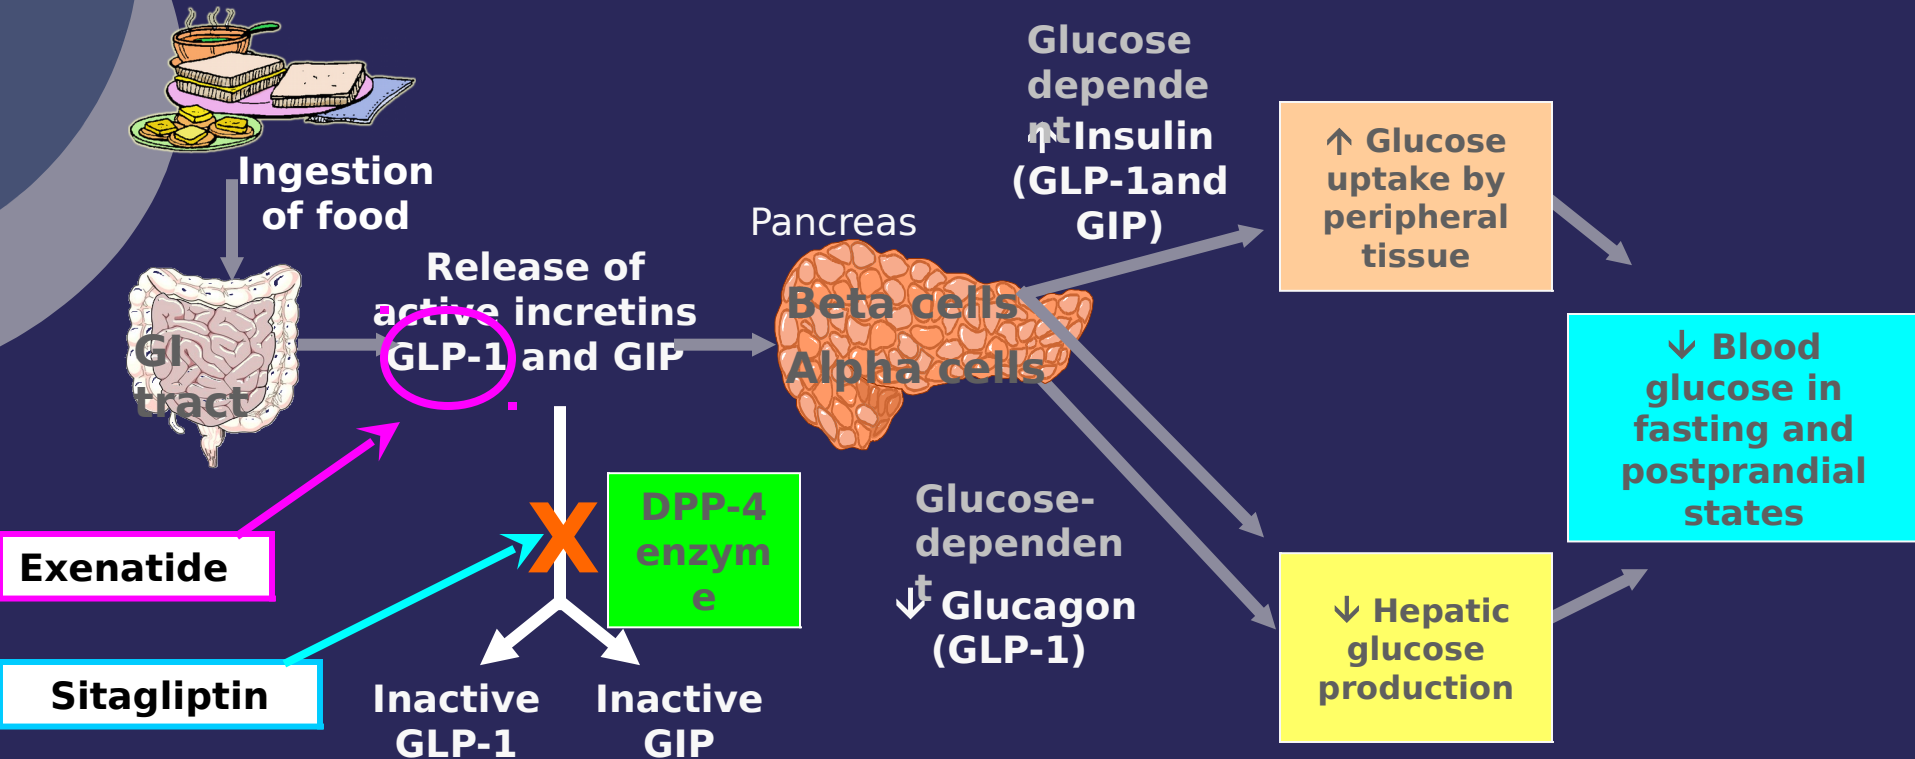 Ingestion
of food
GI
tract
Release of
active incretins
GLP-1 and GIP
Pancreas
Beta cells
Alpha cells
Glucose
depende
nt
↑ Insulin
(GLP-1and
GIP)
↑ Glucose
uptake by
peripheral
tissue
↓ Blood
glucose in
fasting and
postprandial
states
Exenatide
Sitagliptin
X
DPP-4
enzym
e
Inactive
GLP-1
Inactive
GIP
Glucose-
dependen
t
↓ Glucagon
(GLP-1)
↓ Hepatic
glucose
production